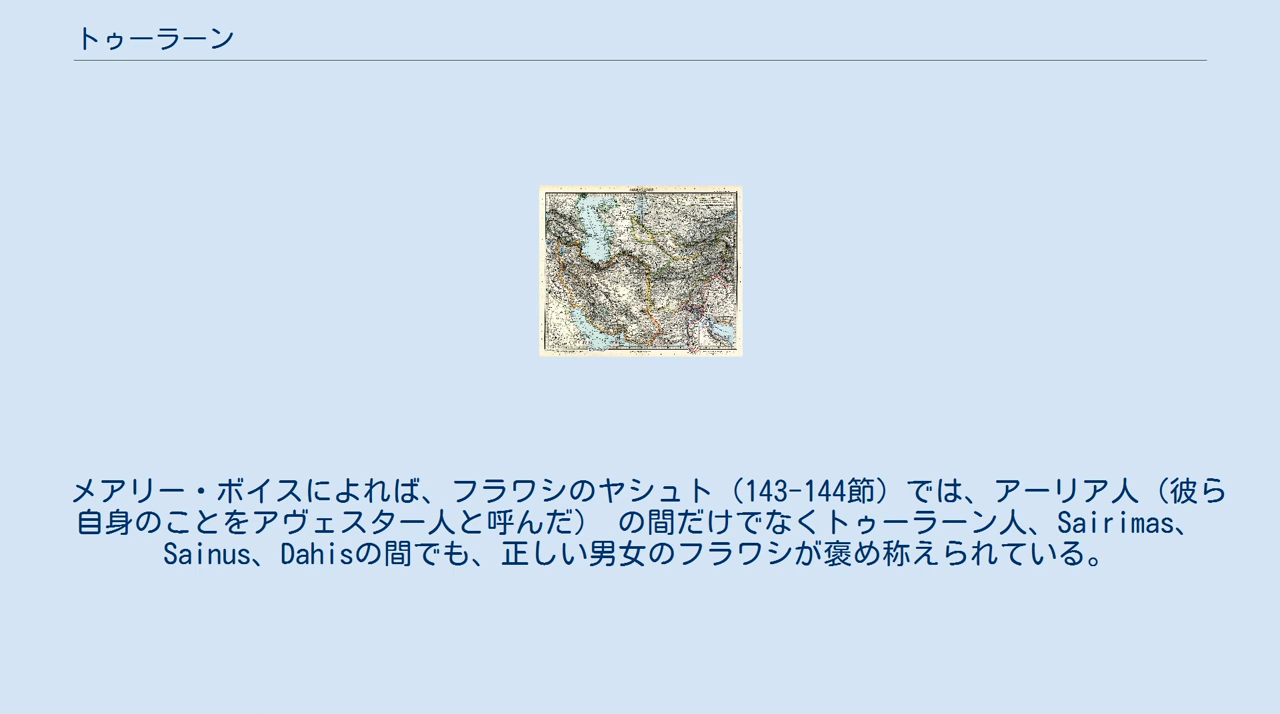 トゥーラーン
メアリー・ボイスによれば、フラワシのヤシュト（143-144節）では、アーリア人（彼ら
自身のことをアヴェスター人と呼んだ） の間だけでなくトゥーラーン人、Sairimas、
Sainus、Dahisの間でも、正しい男女のフラワシが褒め称えられている。